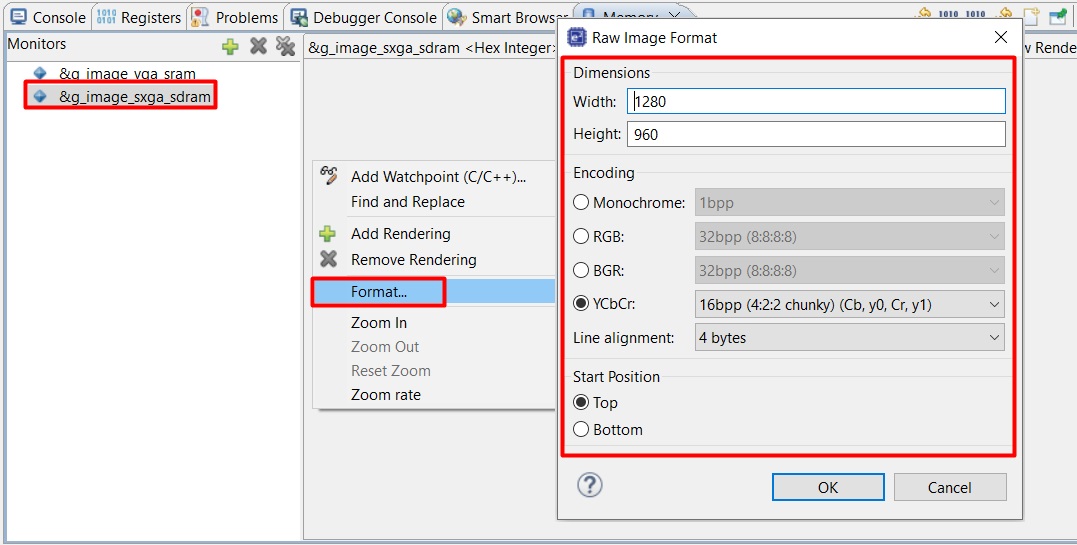 Console Registers Problems Debugger Console Smart Browser Memory
Monitors
&g_image_vga_sram
&g_image_sxga_sdram
&g_image_sxga_sdram <Hex Integer>
Add Watchpoint (C/C++)...
Find and Replace
Add Rendering
Remove Rendering
Format...
Zoom In
Zoom Out
Reset Zoom
Zoom rate
Raw Image Format
Dimensions
Width: 1280
Height: 960
Encoding
Monochrome: 1bpp
RGB: 32bpp (8:8:8:8)
BGR: 32bpp (8:8:8:8)
YCbCr: 16bpp (4:2:2 chunky) (Cb, y0, Cr, y1)
Line alignment: 4 bytes
Start Position
Top
Bottom
OK Cancel